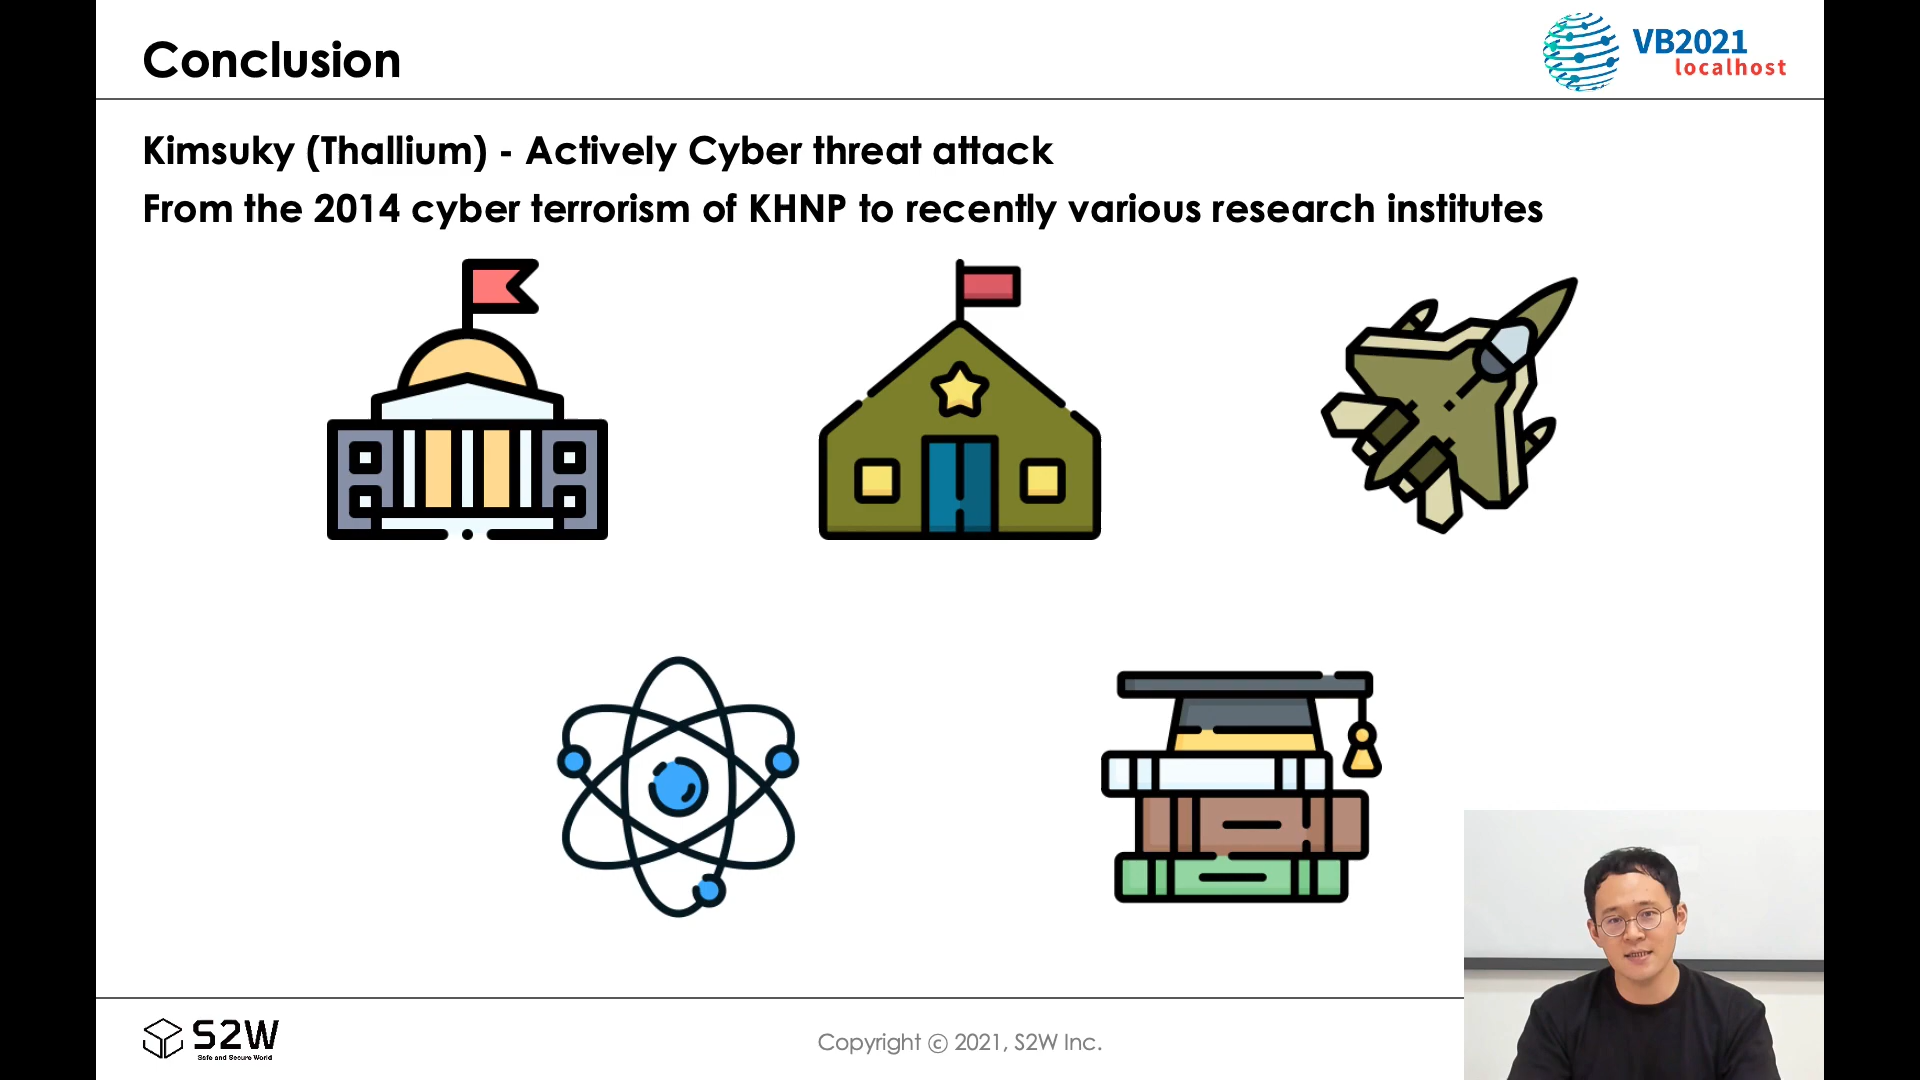 Conclusion
VB2021
localhost
Kimsuky (Thallium) - Actively Cyber threat attack
From the 2014 cyber terrorism of KHNP to recently various research institutes
S2W
Safe and Secure World
Copyright © 2021, S2W Inc.